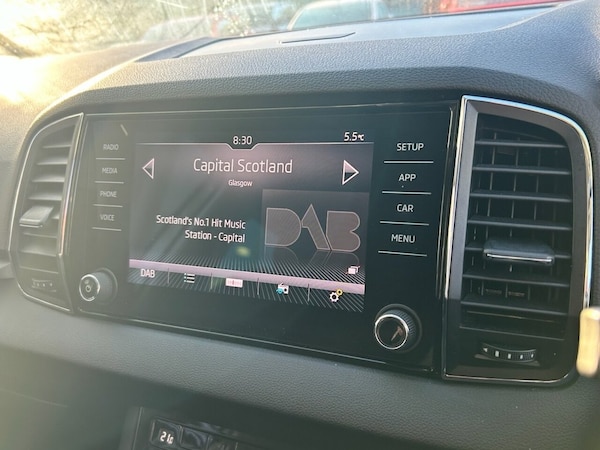 RADIO
MEDIA
PHONE
VOICE
8:30
5.5°C
Capital Scotland
Glasgow
Scotland's No.1 Hit Music
Station - Capital
DAB
DAB
SETUP
APP
CAR
MENU